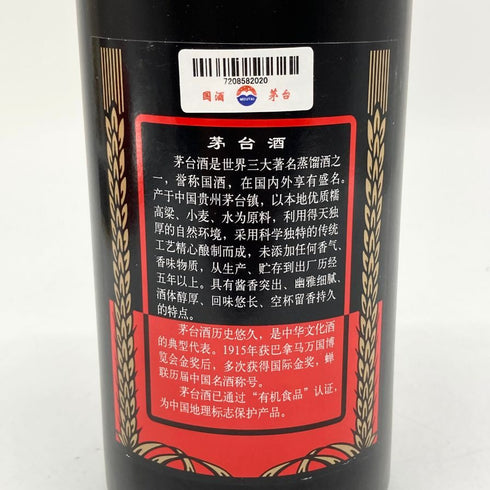 7208582020
国酒 MOUTAI 茅台
茅台酒
茅台酒是世界三大著名蒸馏酒之
一，誉称国酒，在国内外享有盛名。
产于中国贵州茅台镇，以本地优质糯
高梁、小麦、水为原料，利用得天独
厚的自然环境，采用科学独特的传统
工艺精心酿制而成，未添加任何香气、
香味物质，从生产、贮存到出厂历经
五年以上。具有酱香突出、幽雅细腻、
酒体醇厚、回味悠长、空杯留香持久
的特点。
茅台酒历史悠久，是中华文化酒
的典型代表。1915年获巴拿马万国博
览会金奖后，多次获得国际金奖，蝉
联历届中国名酒称号。
茅台酒已通过“有机食品”认证，
为中国地理标志保护产品。